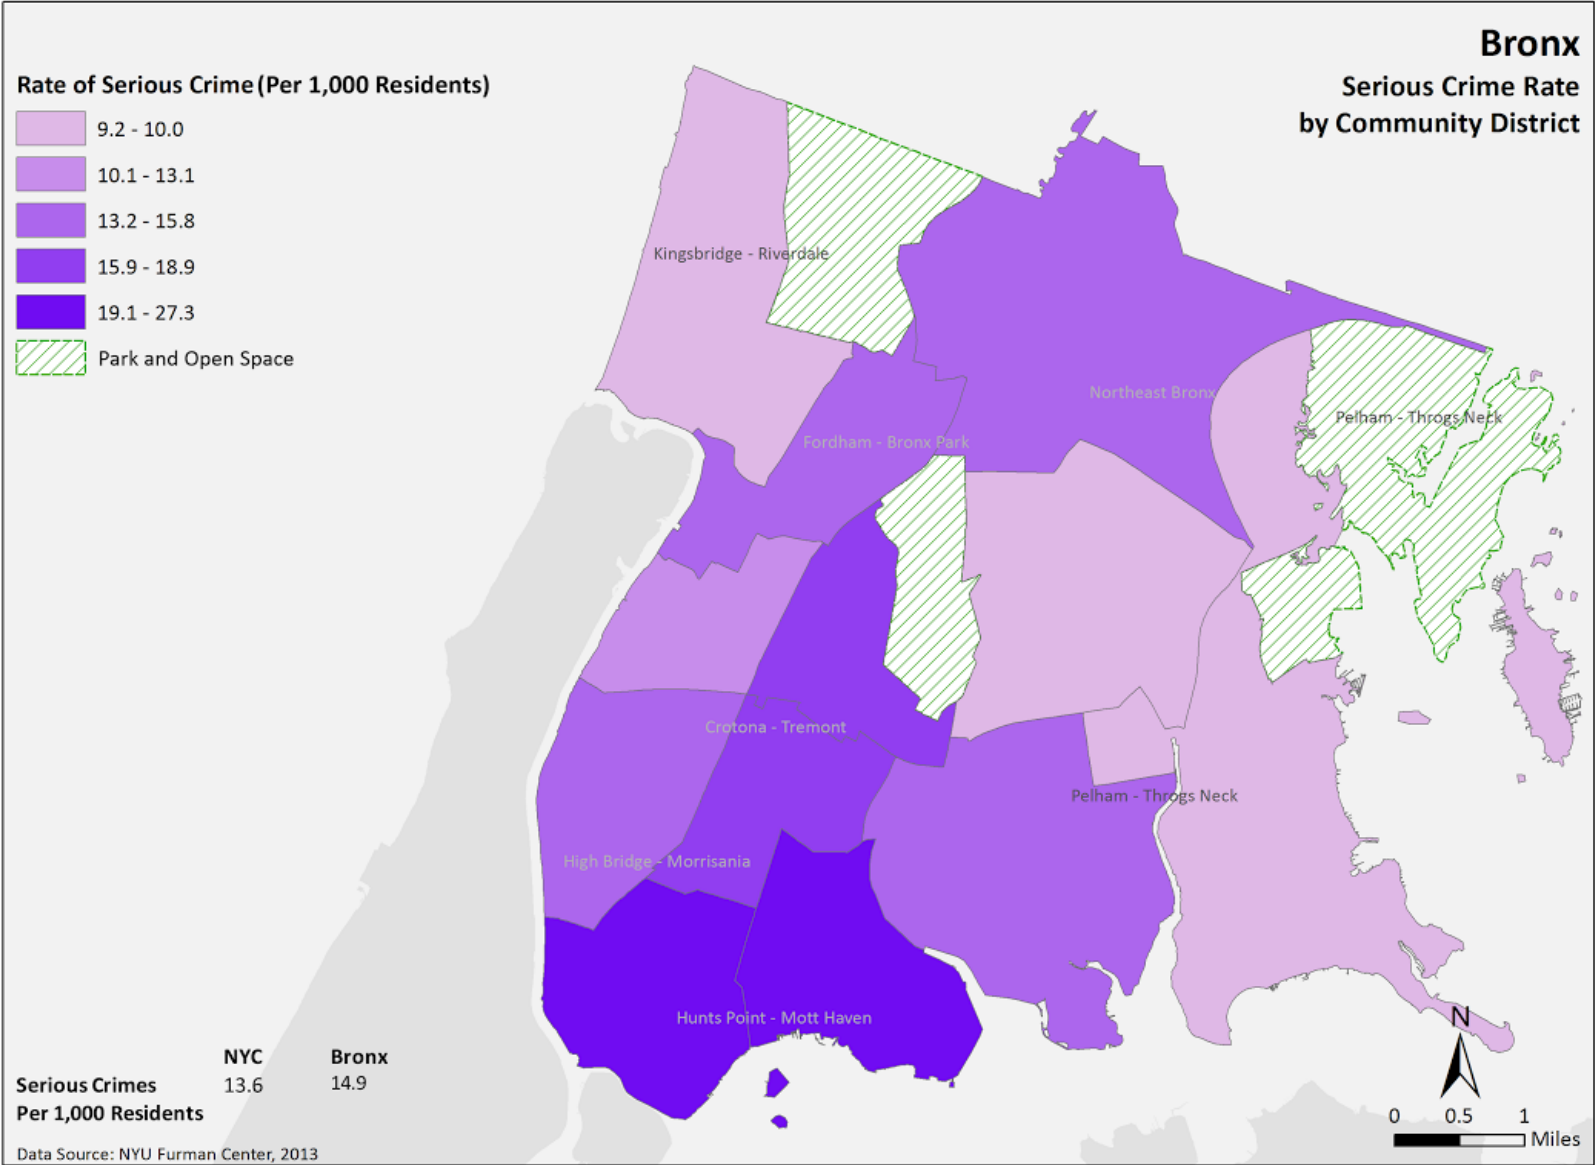 Bronx
Serious Crime Rate
by Community District
Rate of Serious Crime (Per 1,000 Residents)
9.2 - 10.0
10.1 - 13.1
13.2 - 15.8
15.9 - 18.9
19.1 - 27.3
Park and Open Space
Kingsbridge - Riverdale
Northeast Bronx
Pelham - Throgs Neck
Fordham - Bronx Park
Crotona - Tremont
Pelham - Throgs Neck
High Bridge - Morrisania
Hunts Point - Mott Haven
NYC Bronx
Serious Crimes 13.6 14.9
Per 1,000 Residents
Data Source: NYU Furman Center, 2013
N
0 0.5 1
Miles